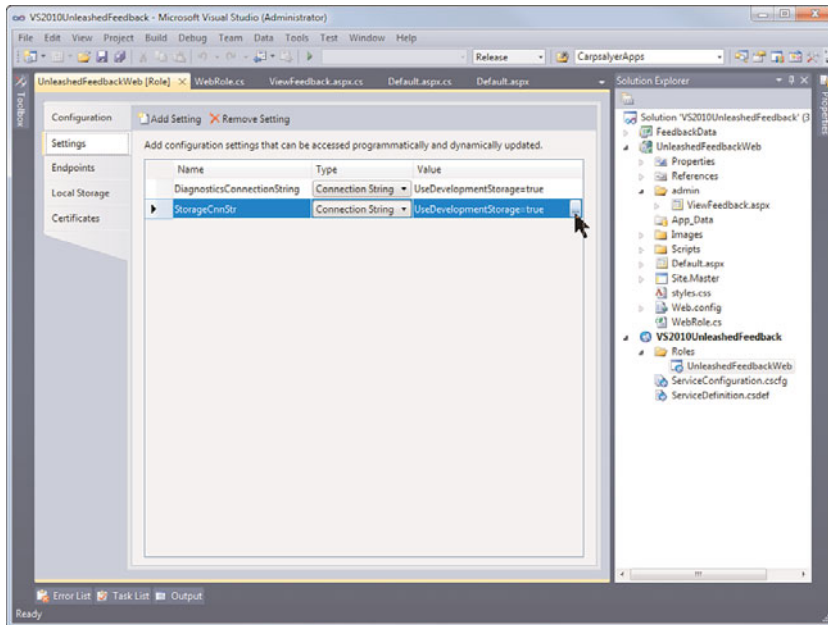 VS2010UnleashedFeedback - Microsoft Visual Studio (Administrator)
File Edit View Project Build Debug Team Data Tools Test Window Help
Release CarpsalyerApps
UnleashedFeedbackWeb [Role] WebRole.cs ViewFeedback.aspx.cs Default.aspx.cs Default.aspx
Toolbox
Configuration
Settings
Endpoints
Local Storage
Certificates
Add Setting Remove Setting
Add configuration settings that can be accessed programmatically and dynamically updated.
Name Type Value
DiagnosticsConnectionString Connection String UseDevelopmentStorage=true
StorageCnnStr Connection String UseDevelopmentStorage=true ...
Solution Explorer
Solution 'VS2010UnleashedFeedback' (3
FeedbackData
UnleashedFeedbackWeb
Properties
References
admin
ViewFeedback.aspx
App_Data
Images
Scripts
Default.aspx
Site.Master
styles.css
Web.config
WebRole.cs
VS2010UnleashedFeedback
Roles
UnleashedFeedbackWeb
ServiceConfiguration.cscfg
ServiceDefinition.csdef
Properties
Error List Task List Output
Ready